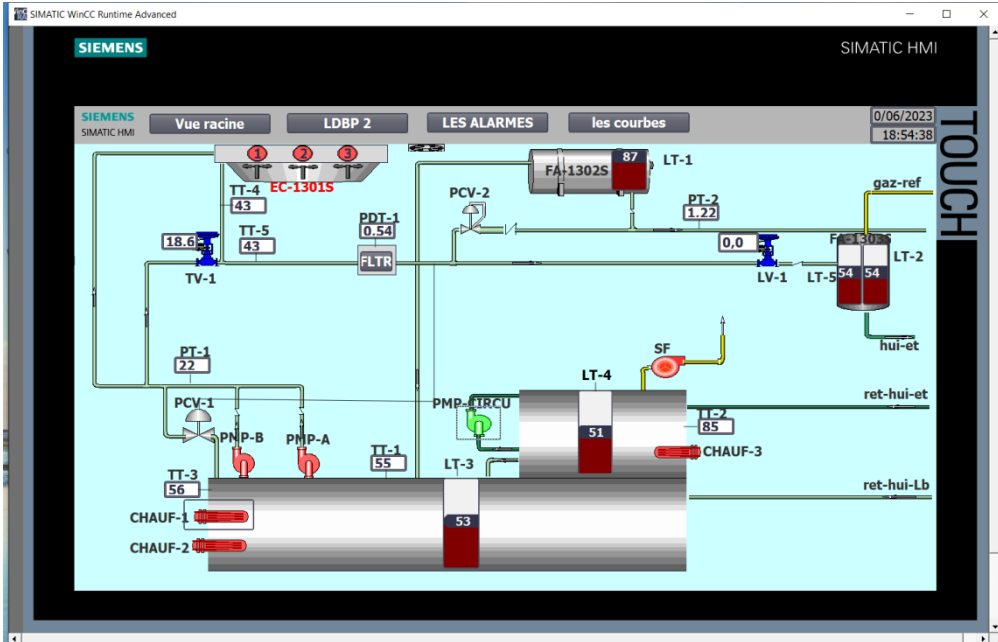 SIMATIC WinCC Runtime Advanced
SIEMENS
SIMATIC HMI
TOUCH
SIEMENS
SIMATIC HMI
Vue racine
LDBP 2
LES ALARMES
les courbes
0/06/2023
18:54:38
1 2 3
EC-1301S
87
LT-1
FA-1302S
gaz-ref
TT-4
43
PCV-2
PT-2
1.22
PDT-1
0.54
TT-5
43
18.6
0,0
FA-1303S
LT-2
FLTR
TV-1
LV-1
LT-5
54
54
hui-et
PT-1
22
SF
LT-4
ret-hui-et
PCV-1
PMP-CIRCU
TT-2
85
51
PMP-B
PMP-A
TT-1
55
LT-3
CHAUF-3
TT-3
56
ret-hui-Lb
CHAUF-1
53
CHAUF-2